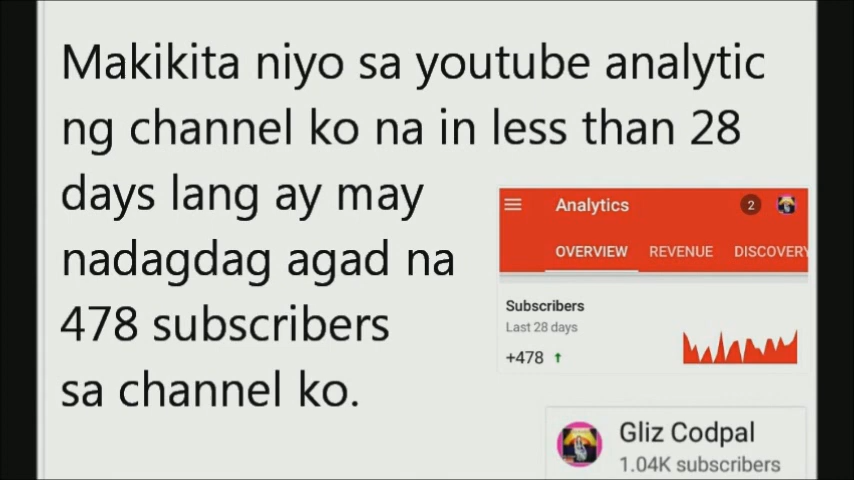 Makikita niyo sa youtube analytic
ng channel ko na in less than 28
days lang ay may
nadagdag agad na
478 subscribers
sa channel ko.
Analytics
2
OVERVIEW REVENUE DISCOVERY
Subscribers
Last 28 days
+478
Gliz Codpal
1.04K subscribers